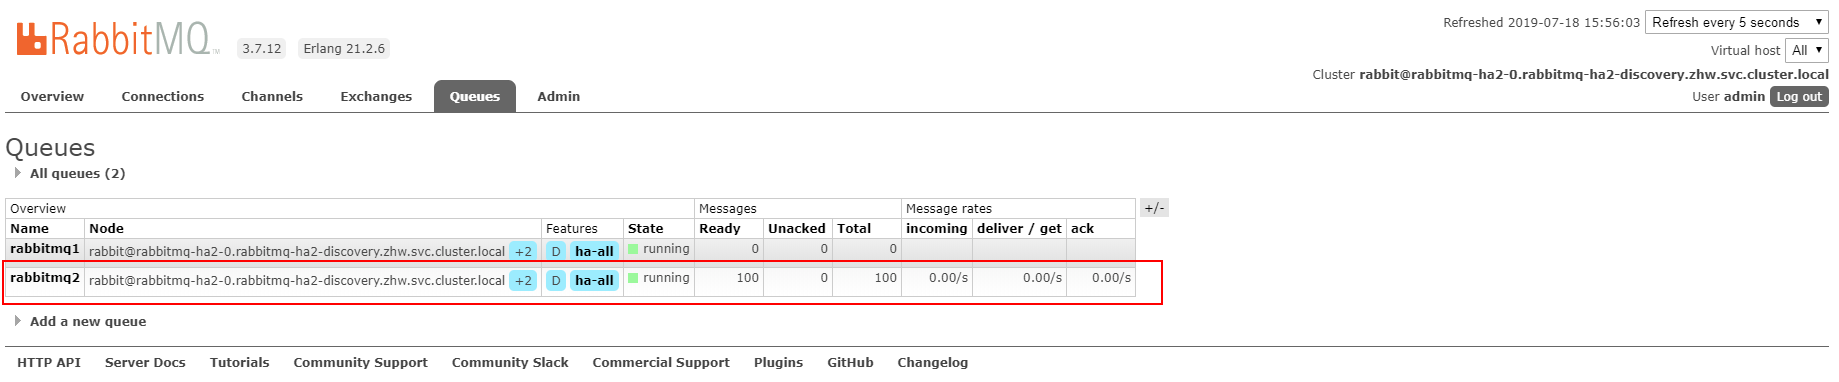 Refreshed 2019-07-18 15:56:03 Refresh every 5 seconds
RabbitMQ TM 3.7.12 Erlang 21.2.6
Virtual host All
Cluster rabbit@rabbitmq-ha2-0.rabbitmq-ha2-discovery.zhw.svc.cluster.local
User admin Log out
Overview Connections Channels Exchanges Queues Admin
Queues
All queues (2)
Overview Messages Message rates +/-
Name Node Features State Ready Unacked Total incoming deliver / get ack
rabbitmq1 rabbit@rabbitmq-ha2-0.rabbitmq-ha2-discovery.zhw.svc.cluster.local +2 D ha-all running 0 0 0
rabbitmq2 rabbit@rabbitmq-ha2-0.rabbitmq-ha2-discovery.zhw.svc.cluster.local +2 D ha-all running 100 0 100 0.00/s 0.00/s 0.00/s
Add a new queue
HTTP API Server Docs Tutorials Community Support Community Slack Commercial Support Plugins GitHub Changelog